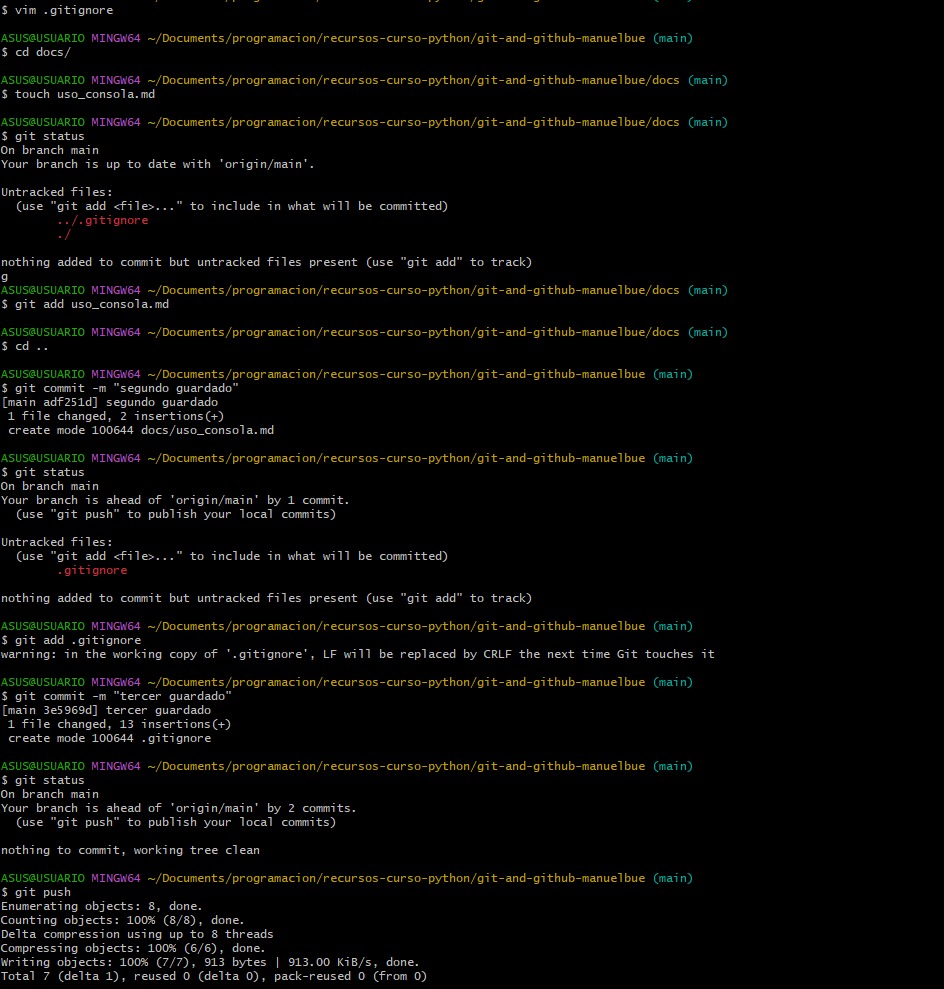 $ vim .gitignore
ASUS@USUARIO MINGW64 ~/Documents/programacion/recursos-curso-python/git-and-github-manuelbue (main)
$ cd docs/
ASUS@USUARIO MINGW64 ~/Documents/programacion/recursos-curso-python/git-and-github-manuelbue/docs (main)
$ touch uso_consola.md
ASUS@USUARIO MINGW64 ~/Documents/programacion/recursos-curso-python/git-and-github-manuelbue/docs (main)
$ git status
On branch main
Your branch is up to date with 'origin/main'.
Untracked files:
  (use "git add <file>..." to include in what will be committed)
        ../.gitignore
        ./
nothing added to commit but untracked files present (use "git add" to track)
g
ASUS@USUARIO MINGW64 ~/Documents/programacion/recursos-curso-python/git-and-github-manuelbue/docs (main)
$ git add uso_consola.md
ASUS@USUARIO MINGW64 ~/Documents/programacion/recursos-curso-python/git-and-github-manuelbue/docs (main)
$ cd ..
ASUS@USUARIO MINGW64 ~/Documents/programacion/recursos-curso-python/git-and-github-manuelbue (main)
$ git commit -m "segundo guardado"
[main adf251d] segundo guardado
 1 file changed, 2 insertions(+)
 create mode 100644 docs/uso_consola.md
ASUS@USUARIO MINGW64 ~/Documents/programacion/recursos-curso-python/git-and-github-manuelbue (main)
$ git status
On branch main
Your branch is ahead of 'origin/main' by 1 commit.
  (use "git push" to publish your local commits)
Untracked files:
  (use "git add <file>..." to include in what will be committed)
        .gitignore
nothing added to commit but untracked files present (use "git add" to track)
ASUS@USUARIO MINGW64 ~/Documents/programacion/recursos-curso-python/git-and-github-manuelbue (main)
$ git add .gitignore
warning: in the working copy of '.gitignore', LF will be replaced by CRLF the next time Git touches it
ASUS@USUARIO MINGW64 ~/Documents/programacion/recursos-curso-python/git-and-github-manuelbue (main)
$ git commit -m "tercer guardado"
[main 3e5969d] tercer guardado
 1 file changed, 13 insertions(+)
 create mode 100644 .gitignore
ASUS@USUARIO MINGW64 ~/Documents/programacion/recursos-curso-python/git-and-github-manuelbue (main)
$ git status
On branch main
Your branch is ahead of 'origin/main' by 2 commits.
  (use "git push" to publish your local commits)
nothing to commit, working tree clean
ASUS@USUARIO MINGW64 ~/Documents/programacion/recursos-curso-python/git-and-github-manuelbue (main)
$ git push
Enumerating objects: 8, done.
Counting objects: 100% (8/8), done.
Delta compression using up to 8 threads
Compressing objects: 100% (6/6), done.
Writing objects: 100% (7/7), 913 bytes | 913.00 KiB/s, done.
Total 7 (delta 1), reused 0 (delta 0), pack-reused 0 (from 0)